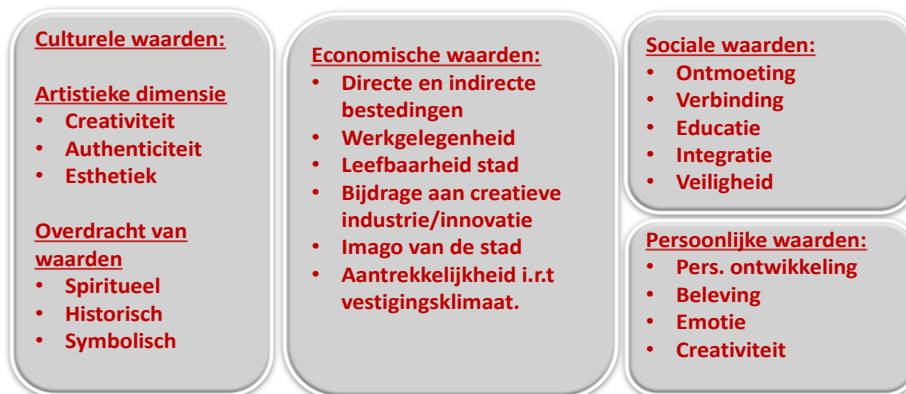 Culturele waarden:
Artistieke dimensie
• Creativiteit
• Authenticiteit
• Esthetiek
Overdracht van
waarden
• Spiritueel
• Historisch
• Symbolisch
Economische waarden:
• Directe en indirecte
bestedingen
• Werkgelegenheid
• Leefbaarheid stad
• Bijdrage aan creatieve
industrie/innovatie
• Imago van de stad
• Aantrekkelijkheid i.r.t
vestigingsklimaat.
Sociale waarden:
• Ontmoeting
• Verbinding
• Educatie
• Integratie
• Veiligheid
Persoonlijke waarden:
• Pers. ontwikkeling
• Beleving
• Emotie
• Creativiteit